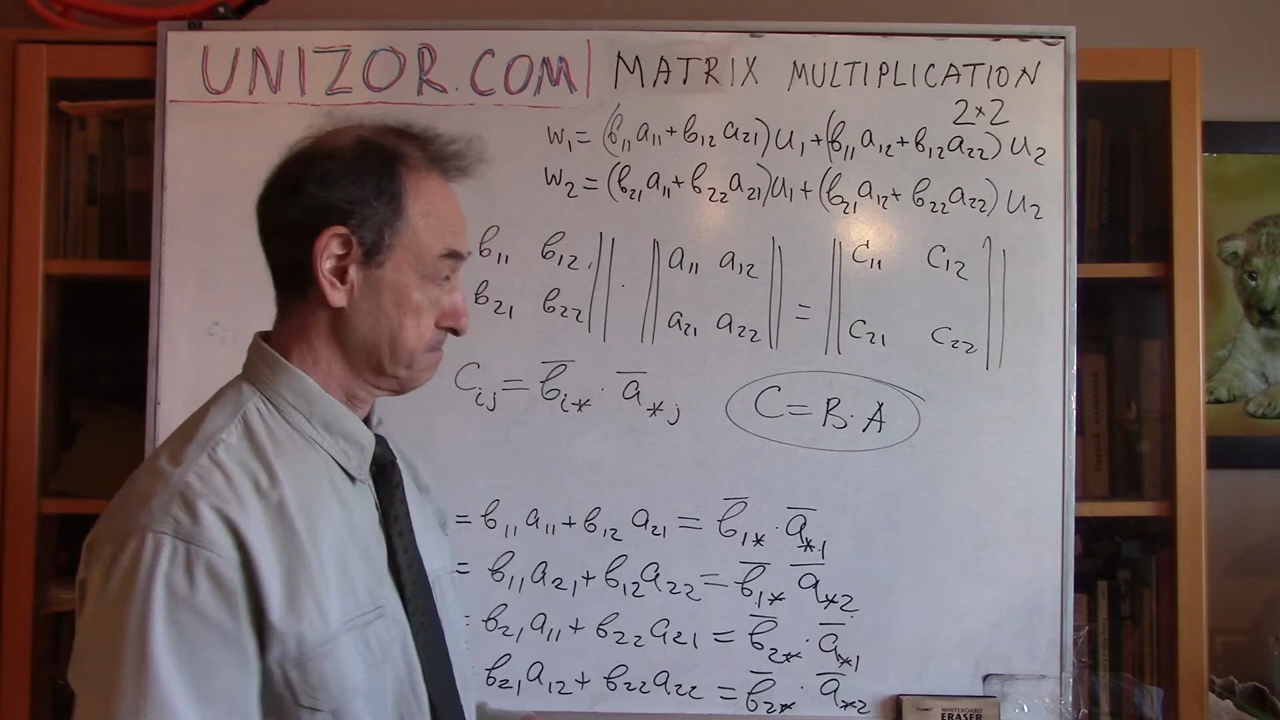 UNIZOR.COM | MATRIX MULTIPLICATION
2×2
w₁=(b₁₁a₁₁+b₁₂a₂₁)u₁+(b₁₁a₁₂+b₁₂a₂₂)u₂
w₂=(b₂₁a₁₁+b₂₂a₂₁)u₁+(b₂₁a₁₂+b₂₂a₂₂)u₂
b₁₁ b₁₂ || · || a₁₁ a₁₂ || = || c₁₁ c₁₂ ||
b₂₁ b₂₂ a₂₁ a₂₂ c₂₁ c₂₂
Cᵢⱼ = b̅ᵢ* · a̅*ⱼ C=B·A
= b₁₁a₁₁+b₁₂a₂₁ = b̅₁* · a̅*₁
= b₁₁a₂₁+b₁₂a₂₂ = b̅₁* a̅*₂
b₂₁a₁₁+b₂₂a₂₁ = b̅₂* · a̅*₁
b₂₁a₁₂+b₂₂a₂₂ = b̅₂* · a̅*₂
WHITEBOARD
ERASER